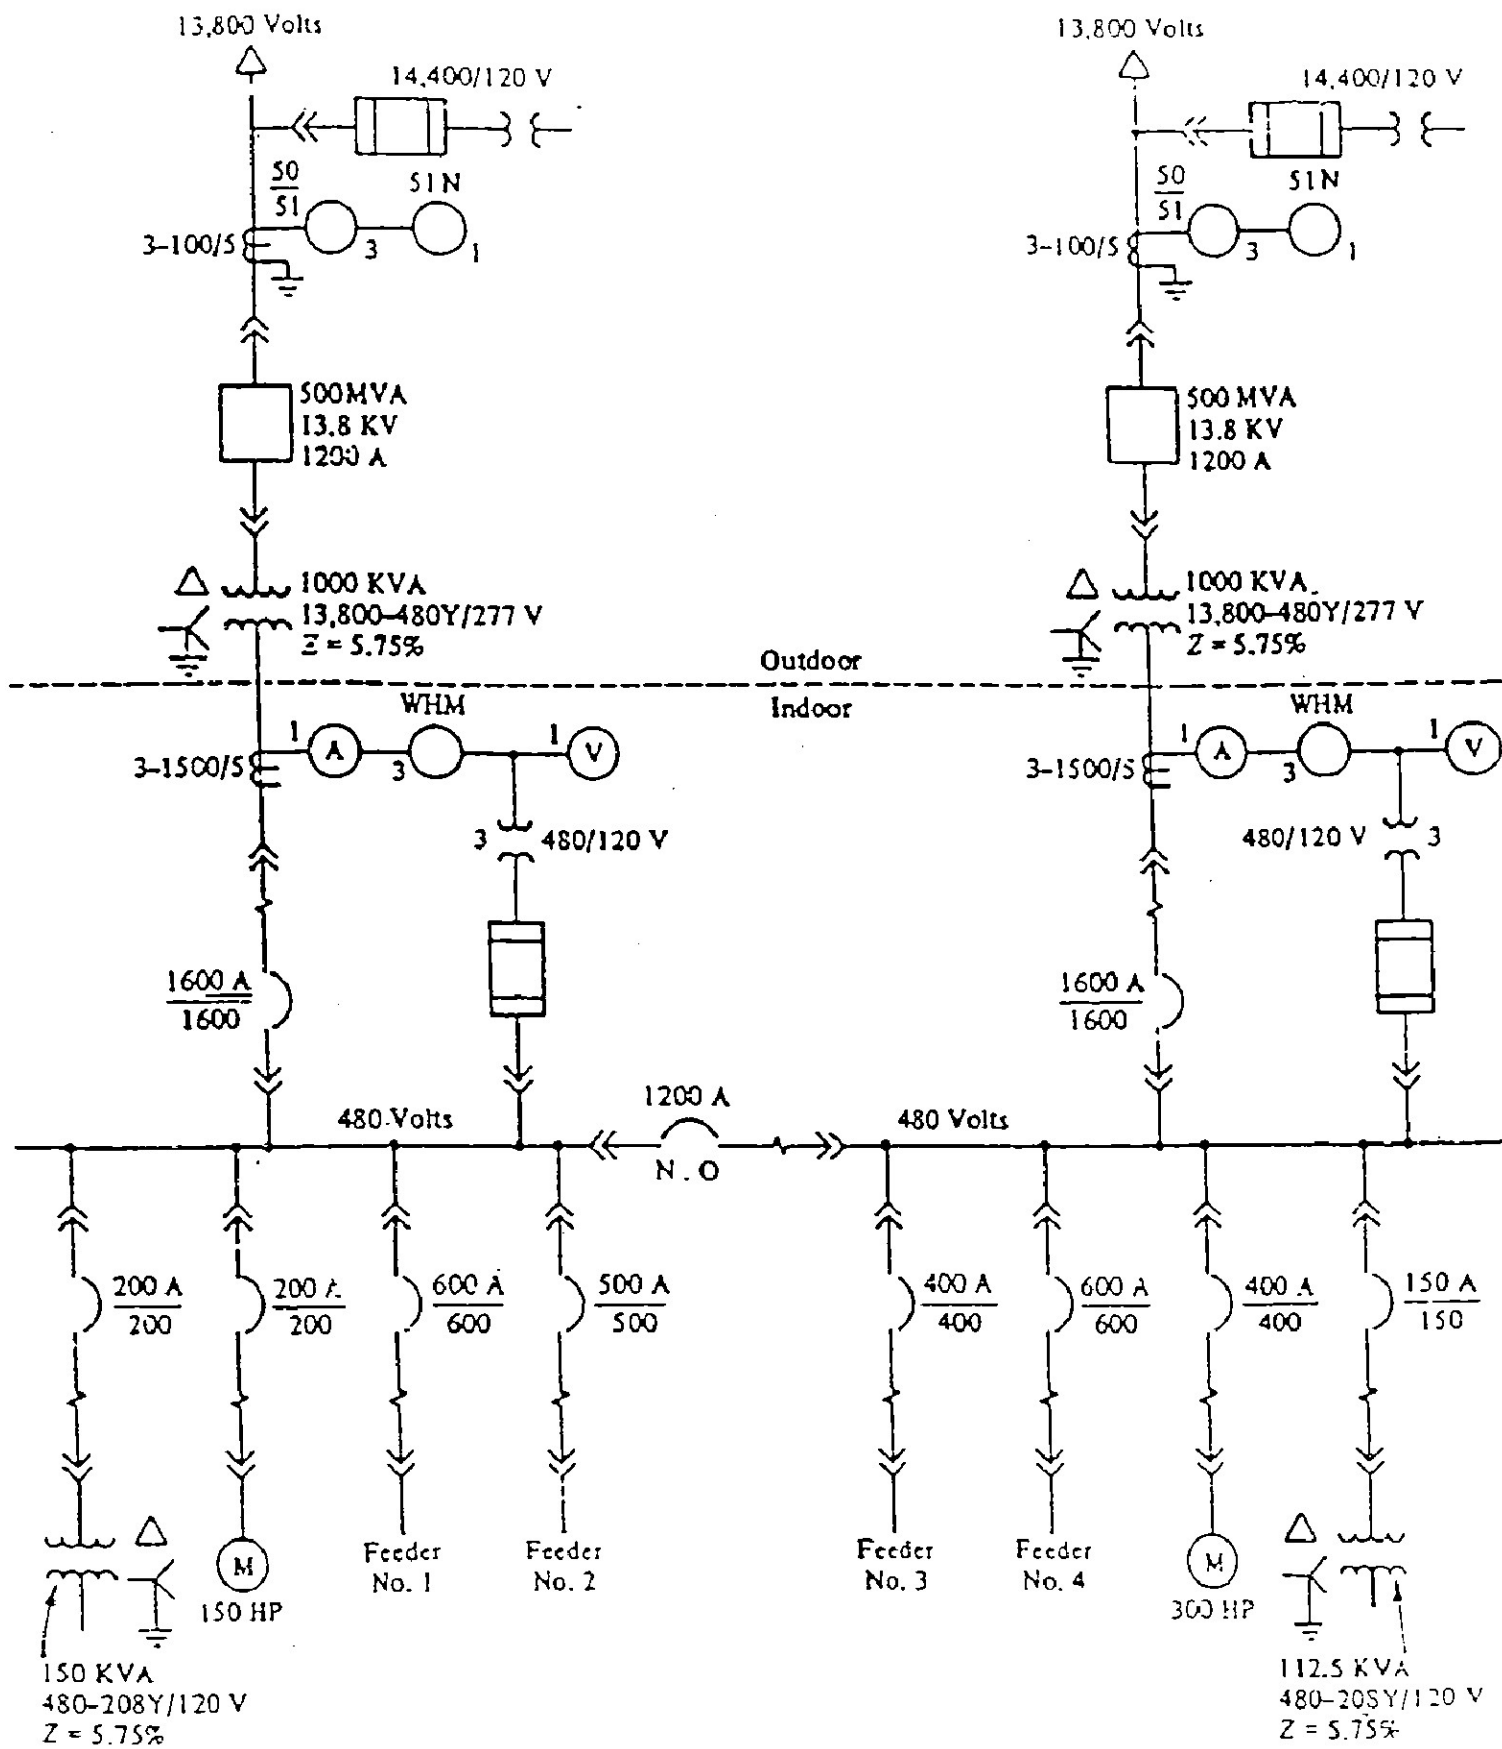 13,800 Volts
13,800 Volts
14,400/120 V
14,400/120 V
50
51
51N
50
51
51N
3-100/5
1
3
1
3-100/5
1
3
1
500 MVA
13.8 KV
1200 A
500 MVA
13.8 KV
1200 A
1000 KVA
13,800-480Y/277 V
Z = 5.75%
1000 KVA
13,800-480Y/277 V
Z = 5.75%
Outdoor
Indoor
WHM
WHM
3-1500/5
1
A
3
1
V
3-1500/5
1
A
3
1
V
3
480/120 V
480/120 V
3
1600 A
1600
1600 A
1600
1200 A
N.O
480 Volts
480 Volts
200 A
200
200 A
200
600 A
600
500 A
500
400 A
400
600 A
600
400 A
400
150 A
150
M
150 HP
Feeder
No. 1
Feeder
No. 2
Feeder
No. 3
Feeder
No. 4
M
300 HP
150 KVA
480-208Y/120 V
Z = 5.75%
112.5 KVA
480-208Y/120 V
Z = 5.75%